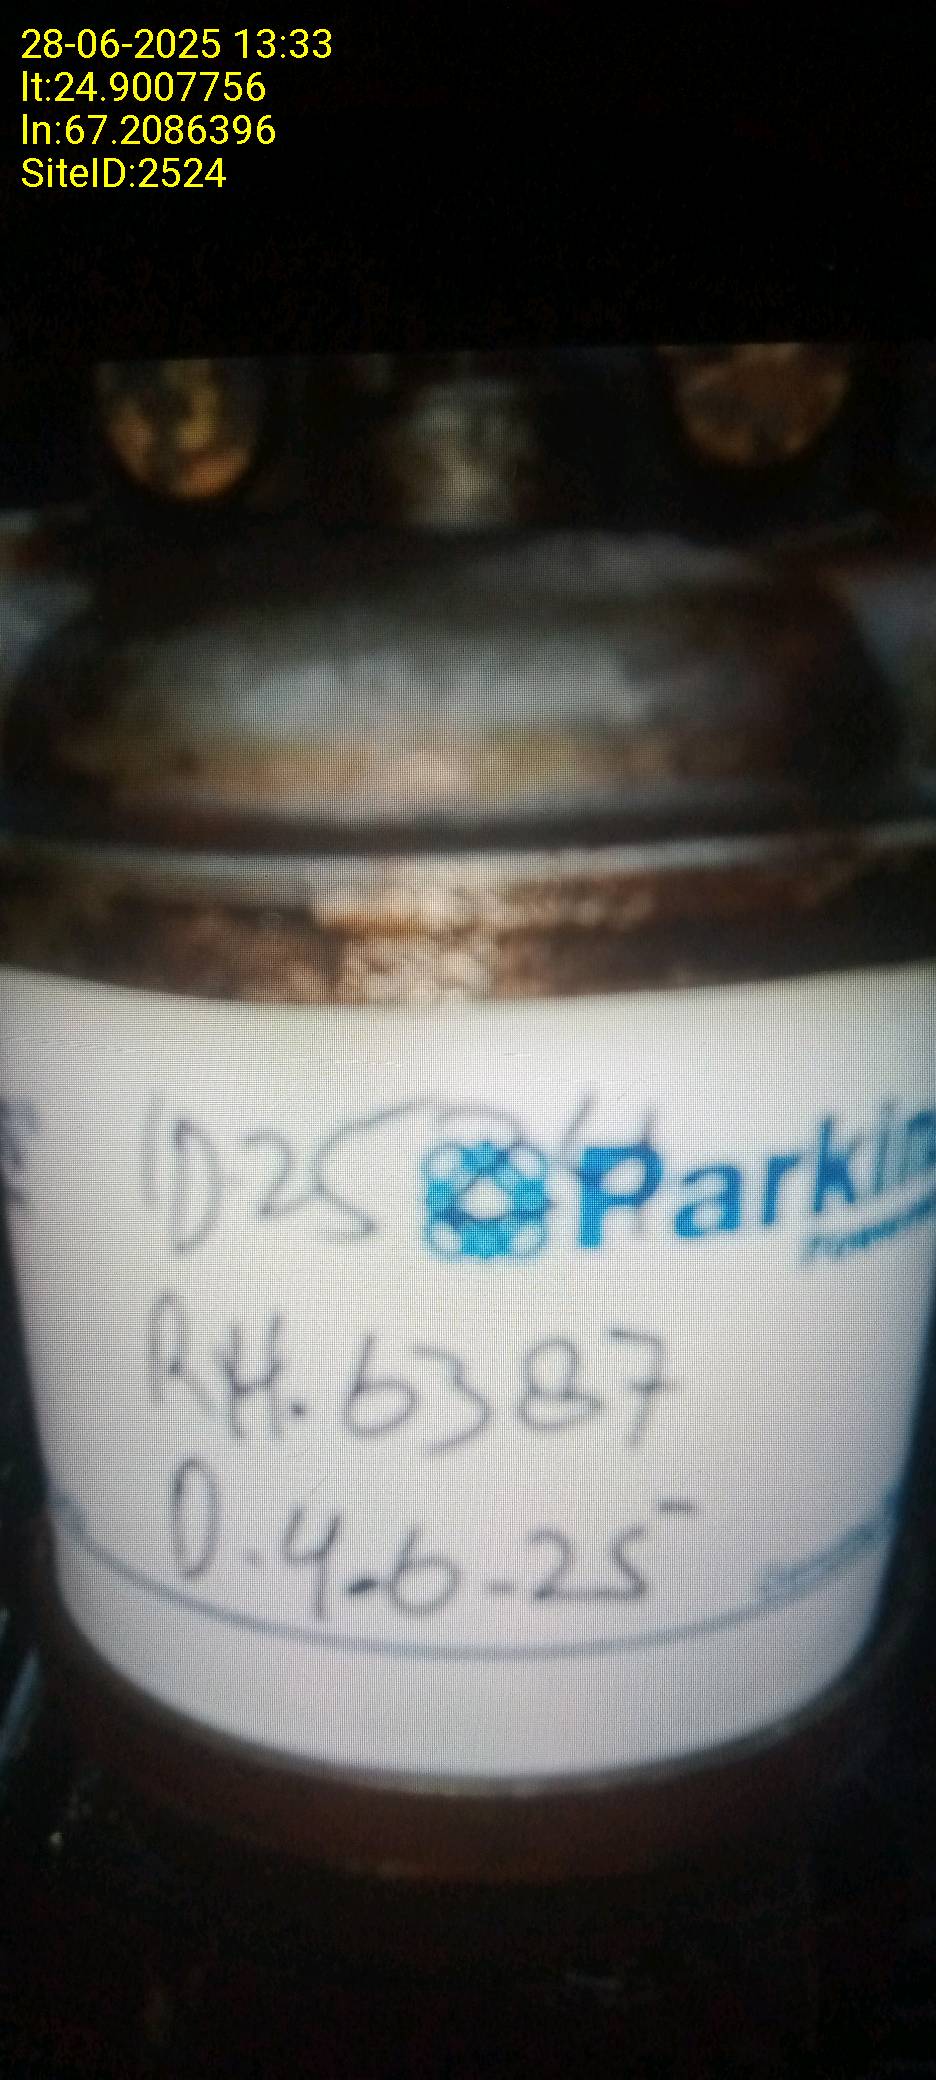 28-06-2025 13:33
lt:24.9007756
ln:67.2086396
SiteID:2524
ID2524
Parkin
RH.6387
D.4-6-25